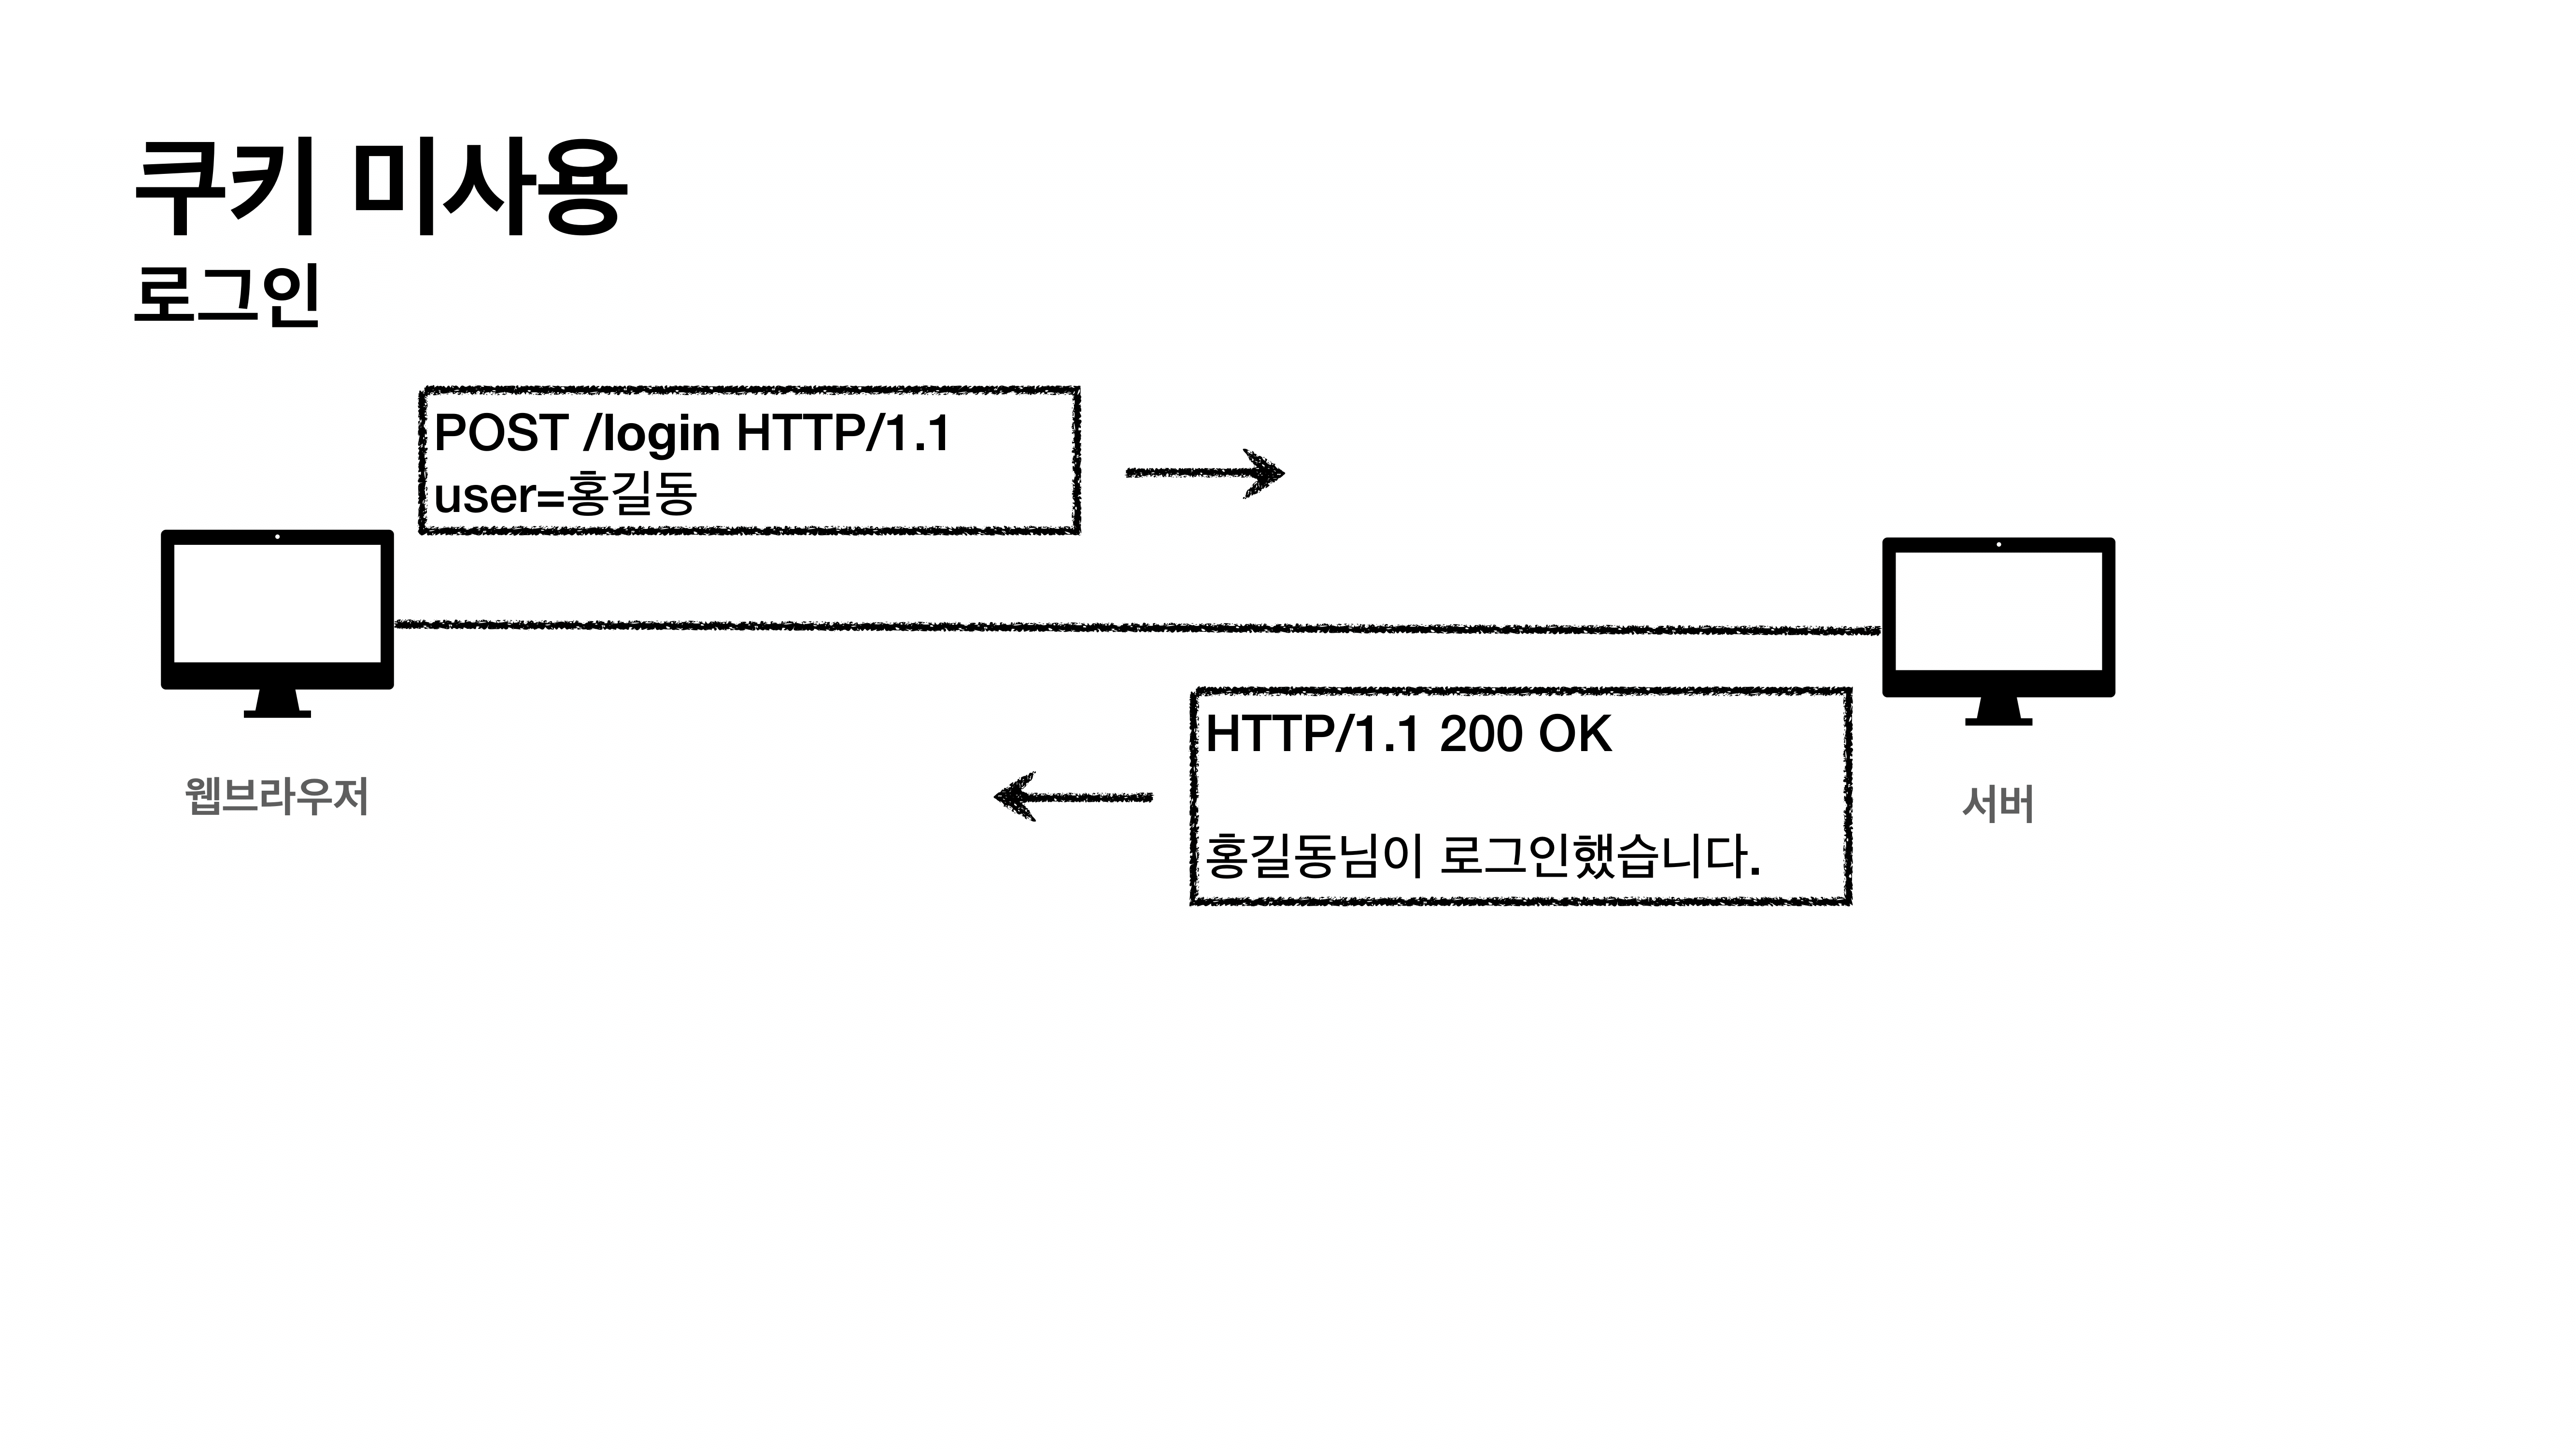 쿠키 미사용
로그인
POST /login HTTP/1.1
user=홍길동
웹브라우저
HTTP/1.1 200 OK
홍길동님이 로그인했습니다.
서버